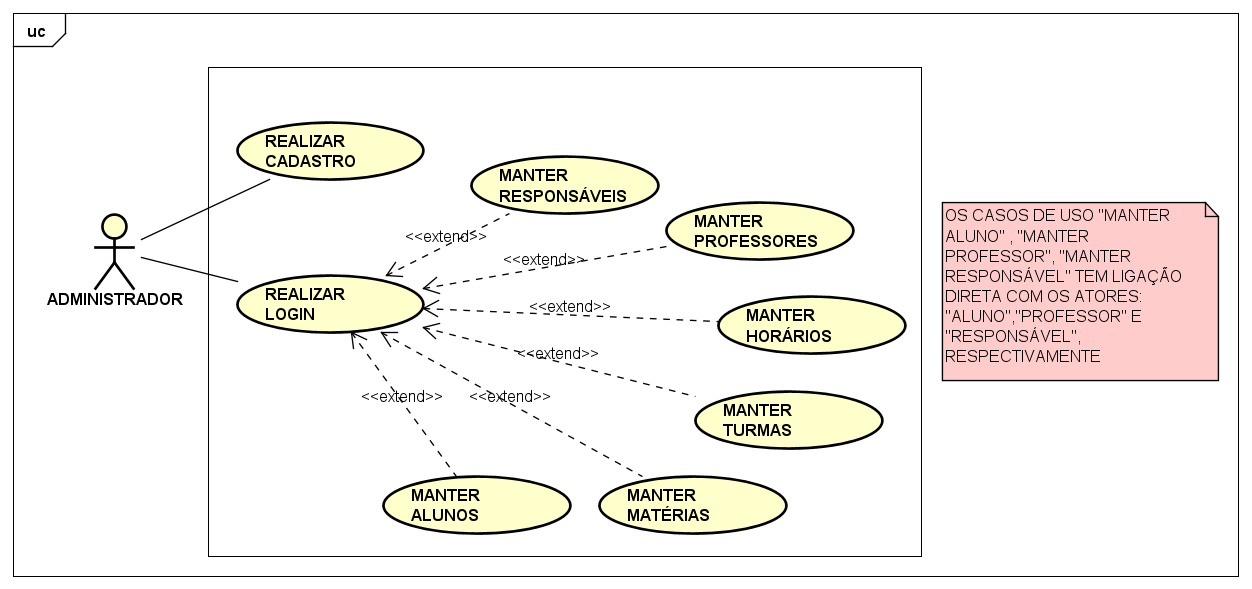 uc
REALIZAR
CADASTRO
MANTER
RESPONSÁVEIS
MANTER
PROFESSORES
<<extend>>
<<extend>>
REALIZAR
LOGIN
ADMINISTRADOR
<<extend>>
MANTER
HORÁRIOS
<<extend>>
<<extend>>
<<extend>>
MANTER
TURMAS
MANTER
ALUNOS
MANTER
MATÉRIAS
OS CASOS DE USO "MANTER
ALUNO" , "MANTER
PROFESSOR", "MANTER
RESPONSÁVEL" TEM LIGAÇÃO
DIRETA COM OS ATORES:
"ALUNO","PROFESSOR" E
"RESPONSÁVEL",
RESPECTIVAMENTE